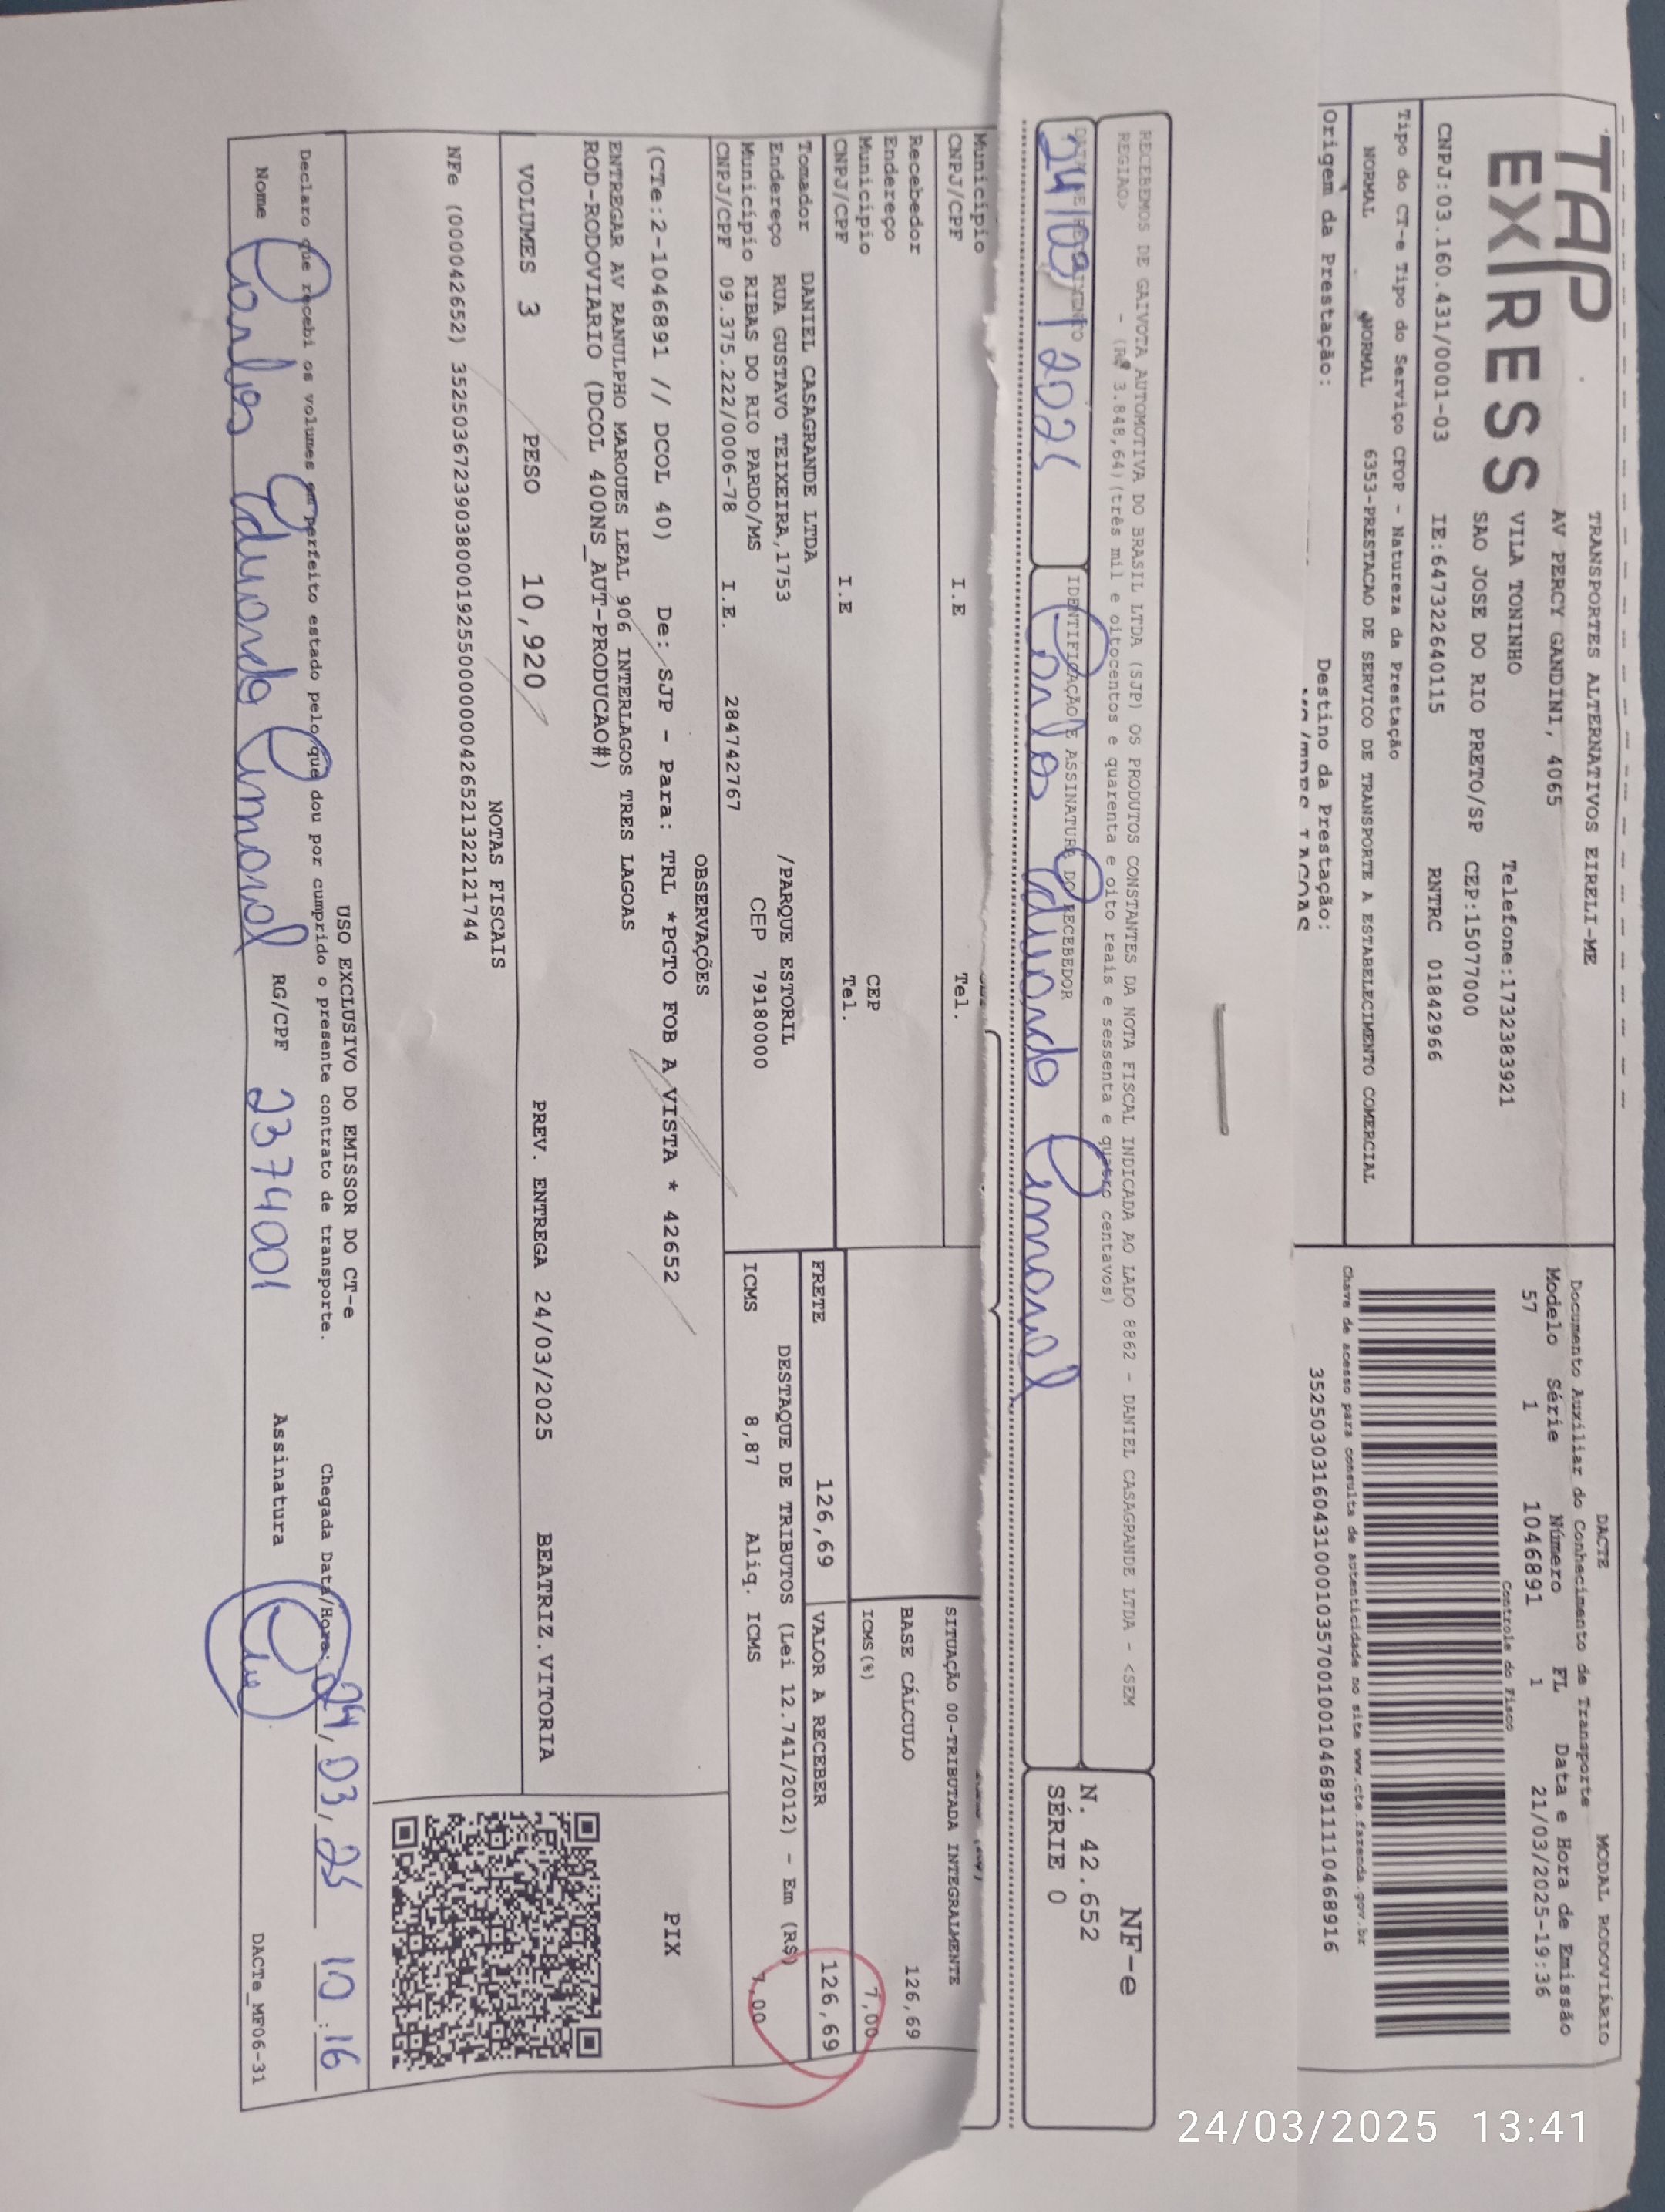 TAP
EXPRESS
TRANSPORTES ALTERNATIVOS EIRELI-ME
AV PERCY GANDINI, 4065
VILA TONINHO Telefone:1732383921
SAO JOSE DO RIO PRETO/SP CEP:15077000
CNPJ:03.160.431/0001-03 IE:647322640115 RNTRC 01842966
Tipo do CT-e Tipo do Serviço CFOP - Natureza da Prestação
NORMAL NORMAL 6353-PRESTACAO DE SERVICO DE TRANSPORTE A ESTABELECIMENTO COMERCIAL
Origem da Prestação: Destino da Prestação:
DACTE MODAL RODOVIÁRIO
Documento Auxiliar do Conhecimento de Transporte
Modelo Série Número FL Data e Hora de Emissão
57 1 1046891 1 21/03/2025-19:36
Controle do Fisco
Chave de acesso para consulta de autenticidade no site www.cte.fazenda.gov.br
35250303160431000103570010010468911110468916
RECEBEMOS DE GAIVOTA AUTOMOTIVA DO BRASIL LTDA (SJP) OS PRODUTOS CONSTANTES DA NOTA FISCAL INDICADA AO LADO 6862 - DANIEL CASAGRANDE LTDA - <SEM
REGIAO> - (R$ 3.848,64)(três mil e oitocentos e quarenta e oito reais e sessenta e quatro centavos)
DATA DE RECEBIMENTO IDENTIFICAÇÃO E ASSINATURA DO RECEBEDOR
Carlos Eduardo
NF-e
N. 42.652
SÉRIE 0
Município
CNPJ/CPF I.E Tel.
Recebedor
Endereço
Município CEP
CNPJ/CPF I.E Tel.
SITUAÇÃO 00-TRIBUTADA INTEGRALMENTE
BASE CÁLCULO 126,69
ICMS(%) 7,00
Tomador DANIEL CASAGRANDE LTDA
Endereço RUA GUSTAVO TEIXEIRA,1753 /PARQUE ESTORIL
Município RIBAS DO RIO PARDO/MS CEP 79180000
CNPJ/CPF 09.375.222/0006-78 I.E. 284742767
FRETE 126,69 VALOR A RECEBER 126,69
DESTAQUE DE TRIBUTOS (Lei 12.741/2012) - Em (R$)
ICMS 8,87 Aliq. ICMS 7,00
OBSERVAÇÕES
(CTe:2-1046891 // DCOL 40) De: SJP - Para: TRL *PGTO FOB A VISTA * 42652
ENTREGAR AV RANULPHO MARQUES LEAL 906 INTERLAGOS TRES LAGOAS
ROD-RODOVIARIO (DCOL 400NS_AUT-PRODUCAO#)
PIX
VOLUMES 3 PESO 10,920 PREV. ENTREGA 24/03/2025 BEATRIZ.VITORIA
NOTAS FISCAIS
NFe (000042652) 35250367239038000192550000000426521322121744
USO EXCLUSIVO DO EMISSOR DO CT-e
Declaro que recebi os volumes em perfeito estado pelo que dou por cumprido o presente contrato de transporte. Chegada Data/Hora: 24/03/25 10:16
Nome Carlos Eduardo RG/CPF 2374001 Assinatura
DACTe_MF06-31
24/03/2025 13:41